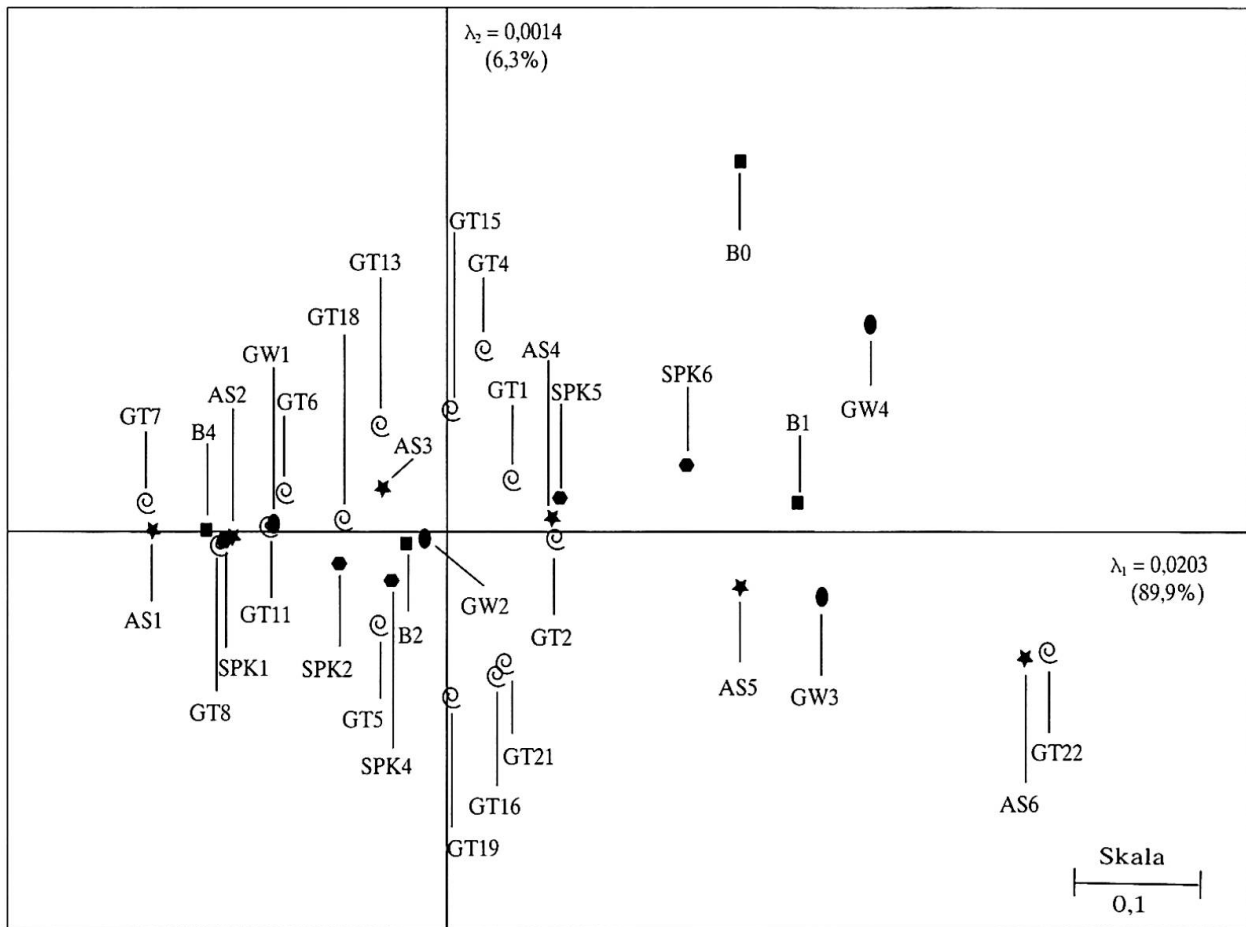 λ₂ = 0,0014
(6,3%)
B0
GT15
GT13
GT4
GT18
AS4
GW1
SPK5
SPK6
GW4
AS2
GT6
GT1
GT7
B4
AS3
B1
λ₁ = 0,0203
(89,9%)
AS1
GT11
GW2
SPK1
SPK2
B2
GT2
GT8
GT5
AS5
GW3
SPK4
GT21
GT22
GT16
AS6
GT19
Skala
0,1